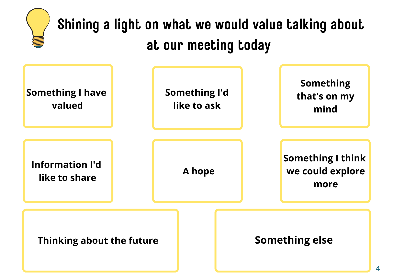 Shining a light on what we would value talking about
at our meeting today
Something I have
valued
Something I'd
like to ask
Something
that's on my
mind
Information I'd
like to share
A hope
Something I think
we could explore
more
Thinking about the future
Something else
4